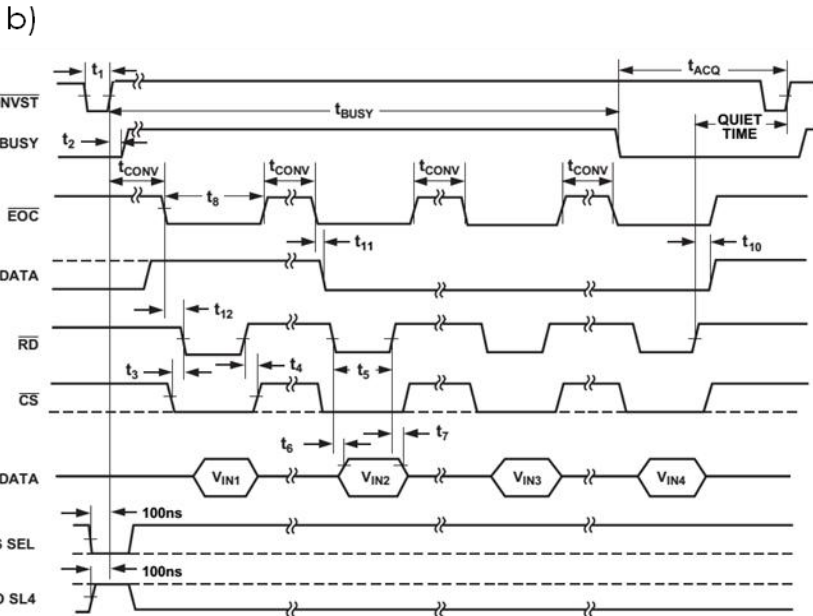 b)
t1
tACQ
NVST
tBUSY
QUIET
TIME
BUSY
t2
tCONV
tCONV
tCONV
tCONV
t8
EOC
t11
t10
DATA
t12
RD
t3
t4
t5
CS
t6
t7
DATA
VIN1
VIN2
VIN3
VIN4
100ns
S SEL
100ns
SL4